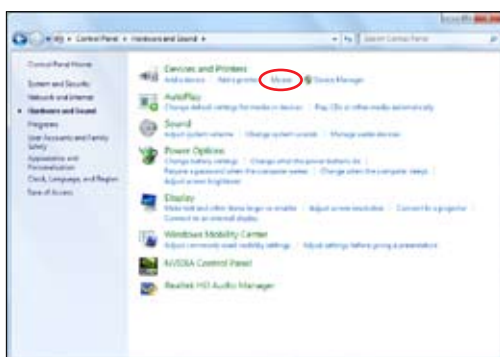 Control Panel ▸ Hardware and Sound ▸
Search Control Panel
Control Panel Home
System and Security
Network and Internet
Hardware and Sound
Programs
User Accounts and Family
Safety
Appearance and
Personalization
Clock, Language, and Region
Ease of Access
Devices and Printers
Add a device Add a printer Mouse Device Manager
AutoPlay
Change default settings for media or devices Play CDs or other media automatically
Sound
Adjust system volume Change system sounds Manage audio devices
Power Options
Change battery settings Change what the power buttons do
Require a password when the computer wakes Change when the computer sleeps
Adjust screen brightness
Display
Make text and other items larger or smaller Adjust screen resolution Connect to a projector
Connect to an external display
Windows Mobility Center
Adjust commonly used mobility settings Adjust settings before giving a presentation
NVIDIA Control Panel
Realtek HD Audio Manager